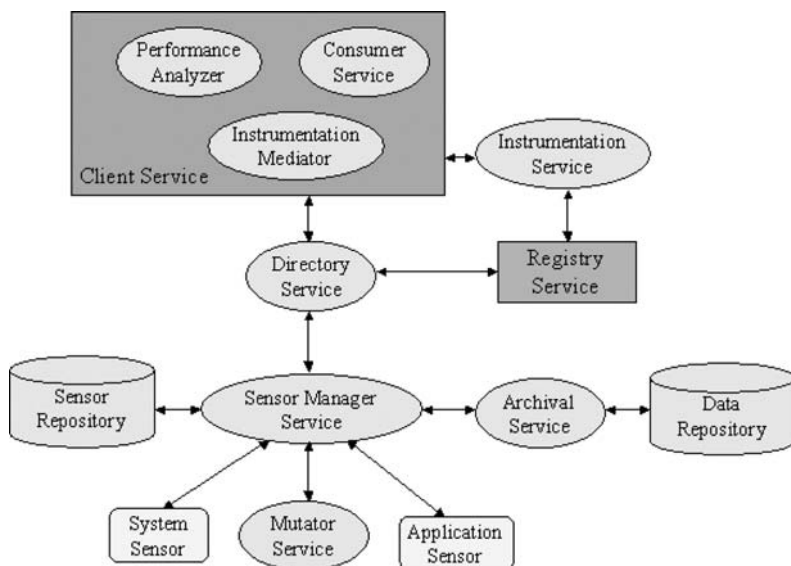 Performance
Analyzer
Consumer
Service
Instrumentation
Mediator
Client Service
Instrumentation
Service
Directory
Service
Registry
Service
Sensor
Repository
Sensor Manager
Service
Archival
Service
Data
Repository
System
Sensor
Mutator
Service
Application
Sensor